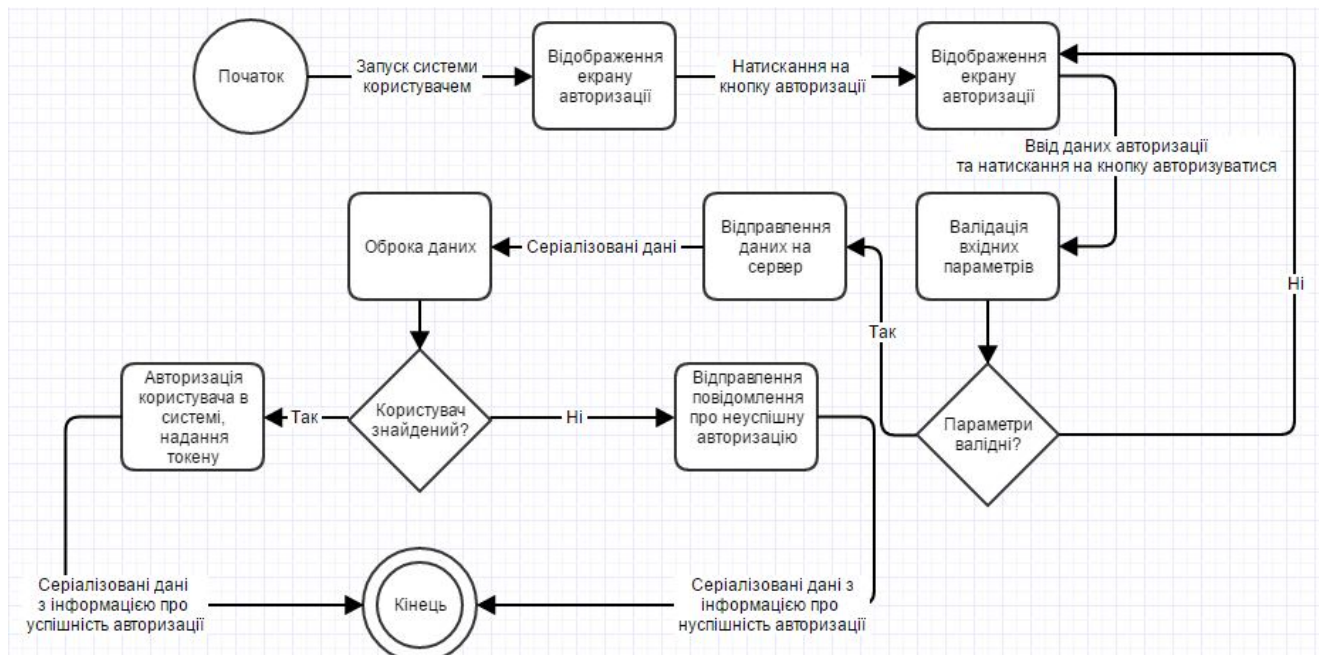 Початок
Запуск системи
користувачем
Відображення
екрану
авторизації
Натискання на
кнопку авторизації
Відображення
екрану
авторизації
Ввід даних авторизації
та натискання на кнопку авторизуватися
Оброка даних
Серіалізовані дані
Відправлення
даних на
сервер
Валідація
вхідних
параметрів
Ні
Так
Авторизація
користувача в
системі,
надання
токену
Так
Користувач
знайдений?
Ні
Відправлення
повідомлення
про неуспішну
авторизацію
Параметри
валідні?
Серіалізовані дані
з інформацією про
успішність авторизації
Кінець
Серіалізовані дані з
інформацією про
нуспішність авторизації